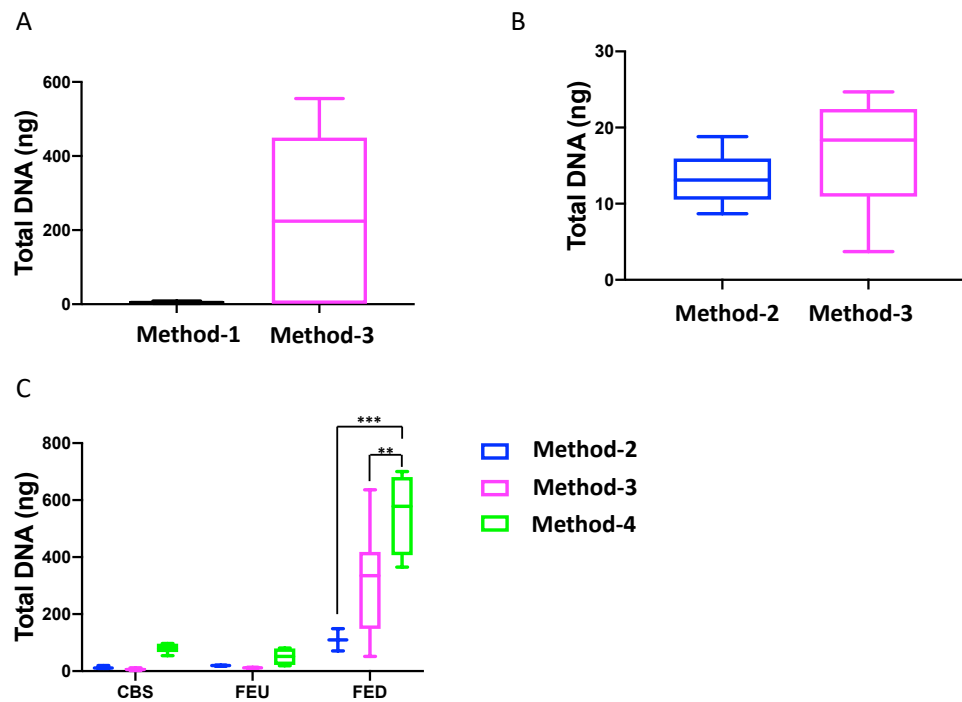 A
Total DNA (ng)
600
400
200
0
Method-1 Method-3
B
Total DNA (ng)
30
20
10
0
Method-2 Method-3
C
Total DNA (ng)
800
600
400
200
0
***
**
CBS FEU FED
Method-2
Method-3
Method-4